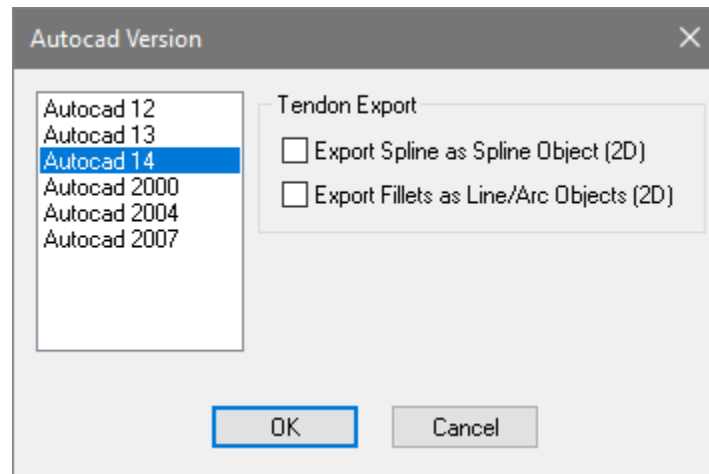 Autocad Version
Autocad 12
Autocad 13
Autocad 14
Autocad 2000
Autocad 2004
Autocad 2007
Tendon Export
Export Spline as Spline Object (2D)
Export Fillets as Line/Arc Objects (2D)
OK
Cancel